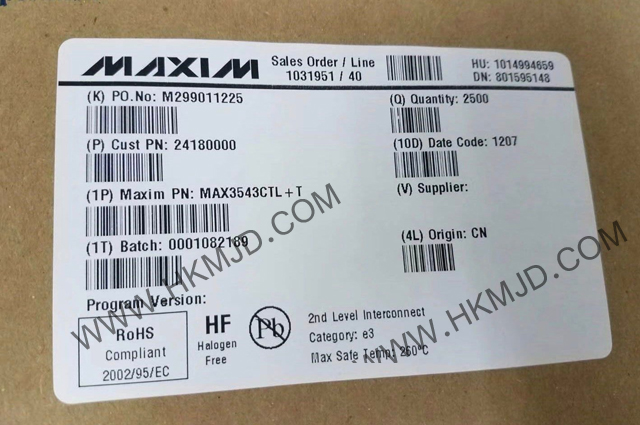 MAXIM
Sales Order / Line
1031951 / 40
HU: 1014994659
DN: 801595148
(K) PO.No: M299011225
(Q) Quantity: 2500
(P) Cust PN: 24180000
(10D) Date Code: 1207
(1P) Maxim PN: MAX3543CTL+T
(V) Supplier:
(1T) Batch: 0001082189
(4L) Origin: CN
Program Version:
RoHS
Compliant
2002/95/EC
HF
Halogen
Free
Pb
2nd Level Interconnect
Category: e3
Max Safe Temp: 260°C
WWW.HKMJD.COM
WWW.HKMJD.COM